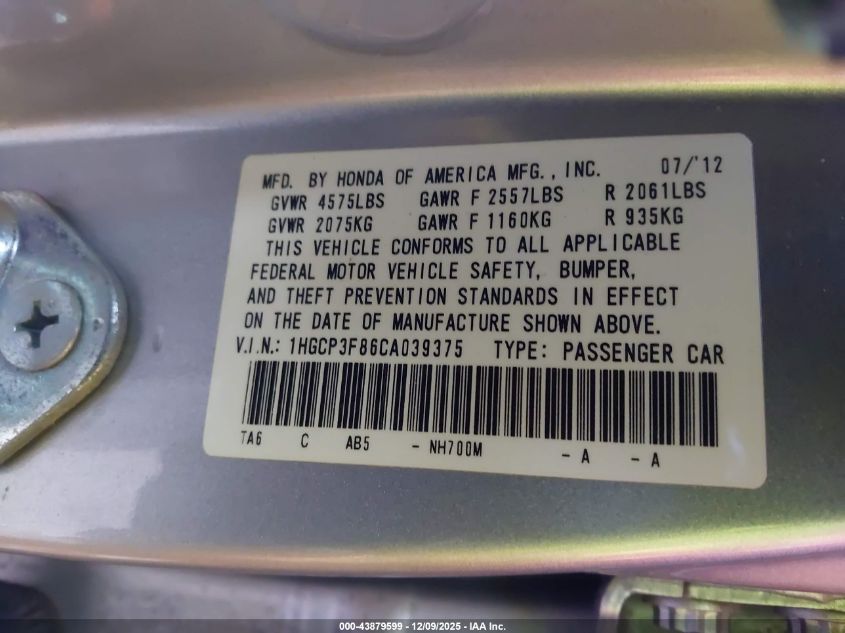 MFD. BY HONDA OF AMERICA MFG., INC. 07/'12
GVWR 4575LBS GAWR F 2557LBS R 2061LBS
GVWR 2075KG GAWR F 1160KG R 935KG
THIS VEHICLE CONFORMS TO ALL APPLICABLE
FEDERAL MOTOR VEHICLE SAFETY, BUMPER,
AND THEFT PREVENTION STANDARDS IN EFFECT
ON THE DATE OF MANUFACTURE SHOWN ABOVE.
V.I.N.: 1HGCP3F86CA039375 TYPE: PASSENGER CAR
TA6 C AB5 - NH700M - A - A
000-43879599 - 12/09/2025 - IAA Inc.